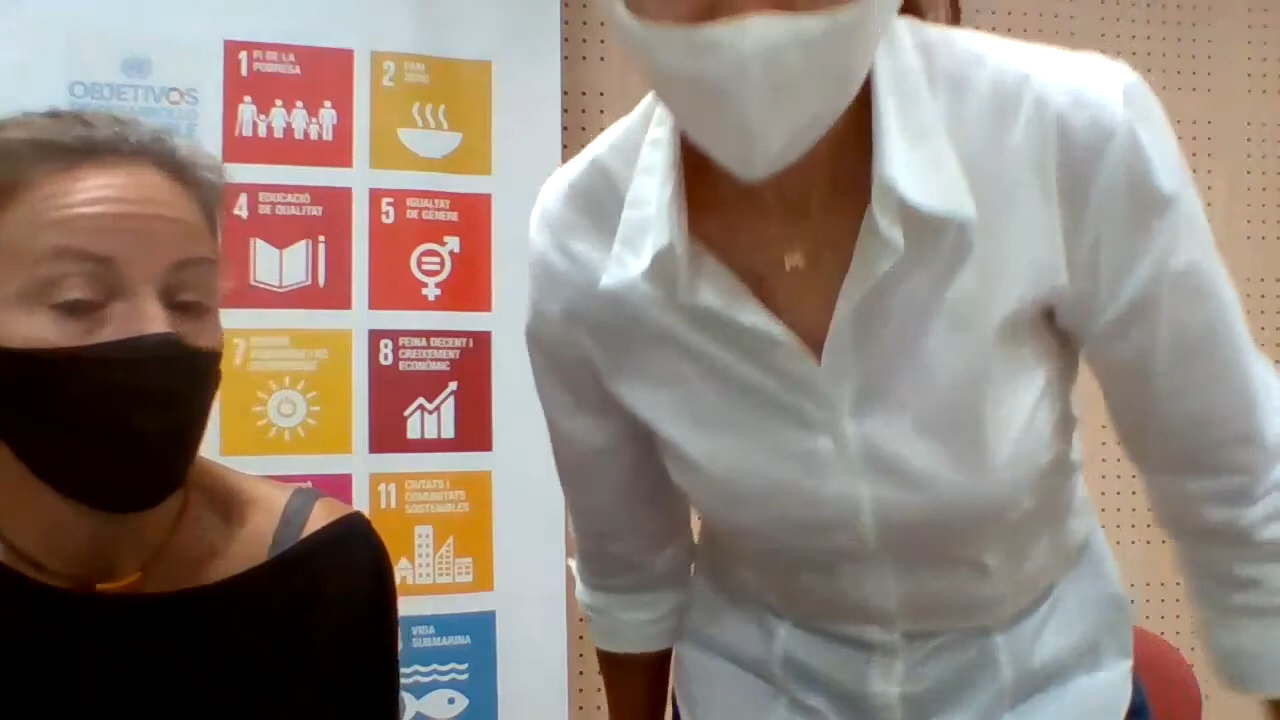 OBJETIVOS
1 FI DE LA
POBRESA
2 FAM
ZERO
4 EDUCACIÓ
DE QUALITAT
5 IGUALTAT
DE GÈNERE
7
8 FEINA DECENT I
CREIXEMENT
ECONÒMIC
11 CIUTATS I
COMUNITATS
SOSTENIBLES
VIDA
SUBMARINA